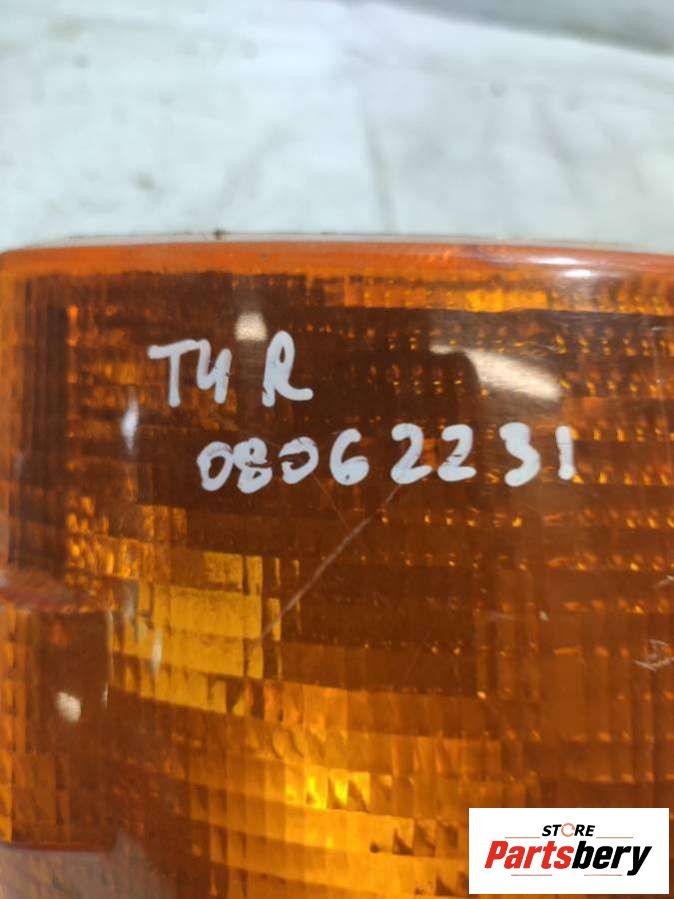 T4 R
08062231
STORE
Partsbery